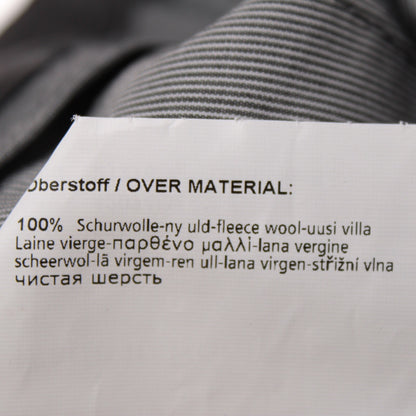 Oberstoff / OVER MATERIAL:
100% Schurwolle-ny uld-fleece wool-uusi villa
Laine vierge-παρθένο μαλλί-lana vergine
scheerwol-lã virgem-ren ull-lana virgen-střižní vlna
чистая шерсть